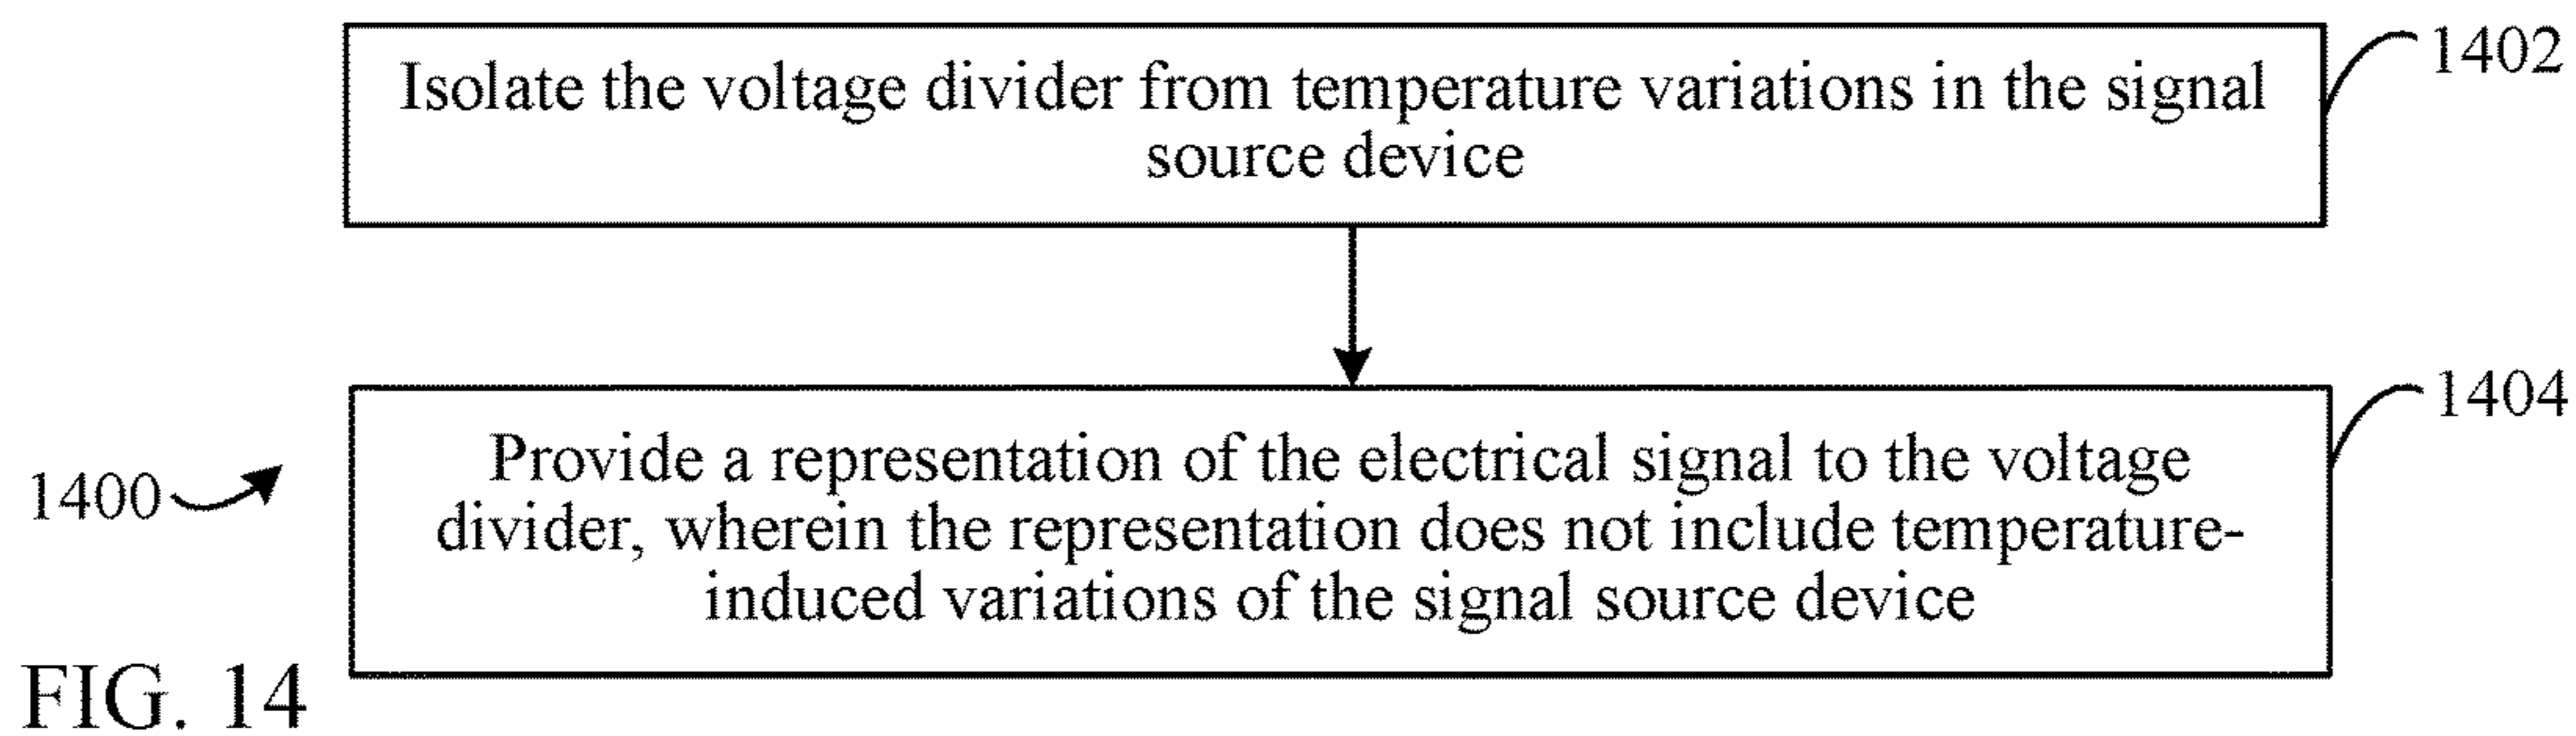 Isolate the voltage divider from temperature variations in the signal
source device
1402
Provide a representation of the electrical signal to the voltage
divider, wherein the representation does not include temperature-
induced variations of the signal source device
1404
1400
FIG. 14